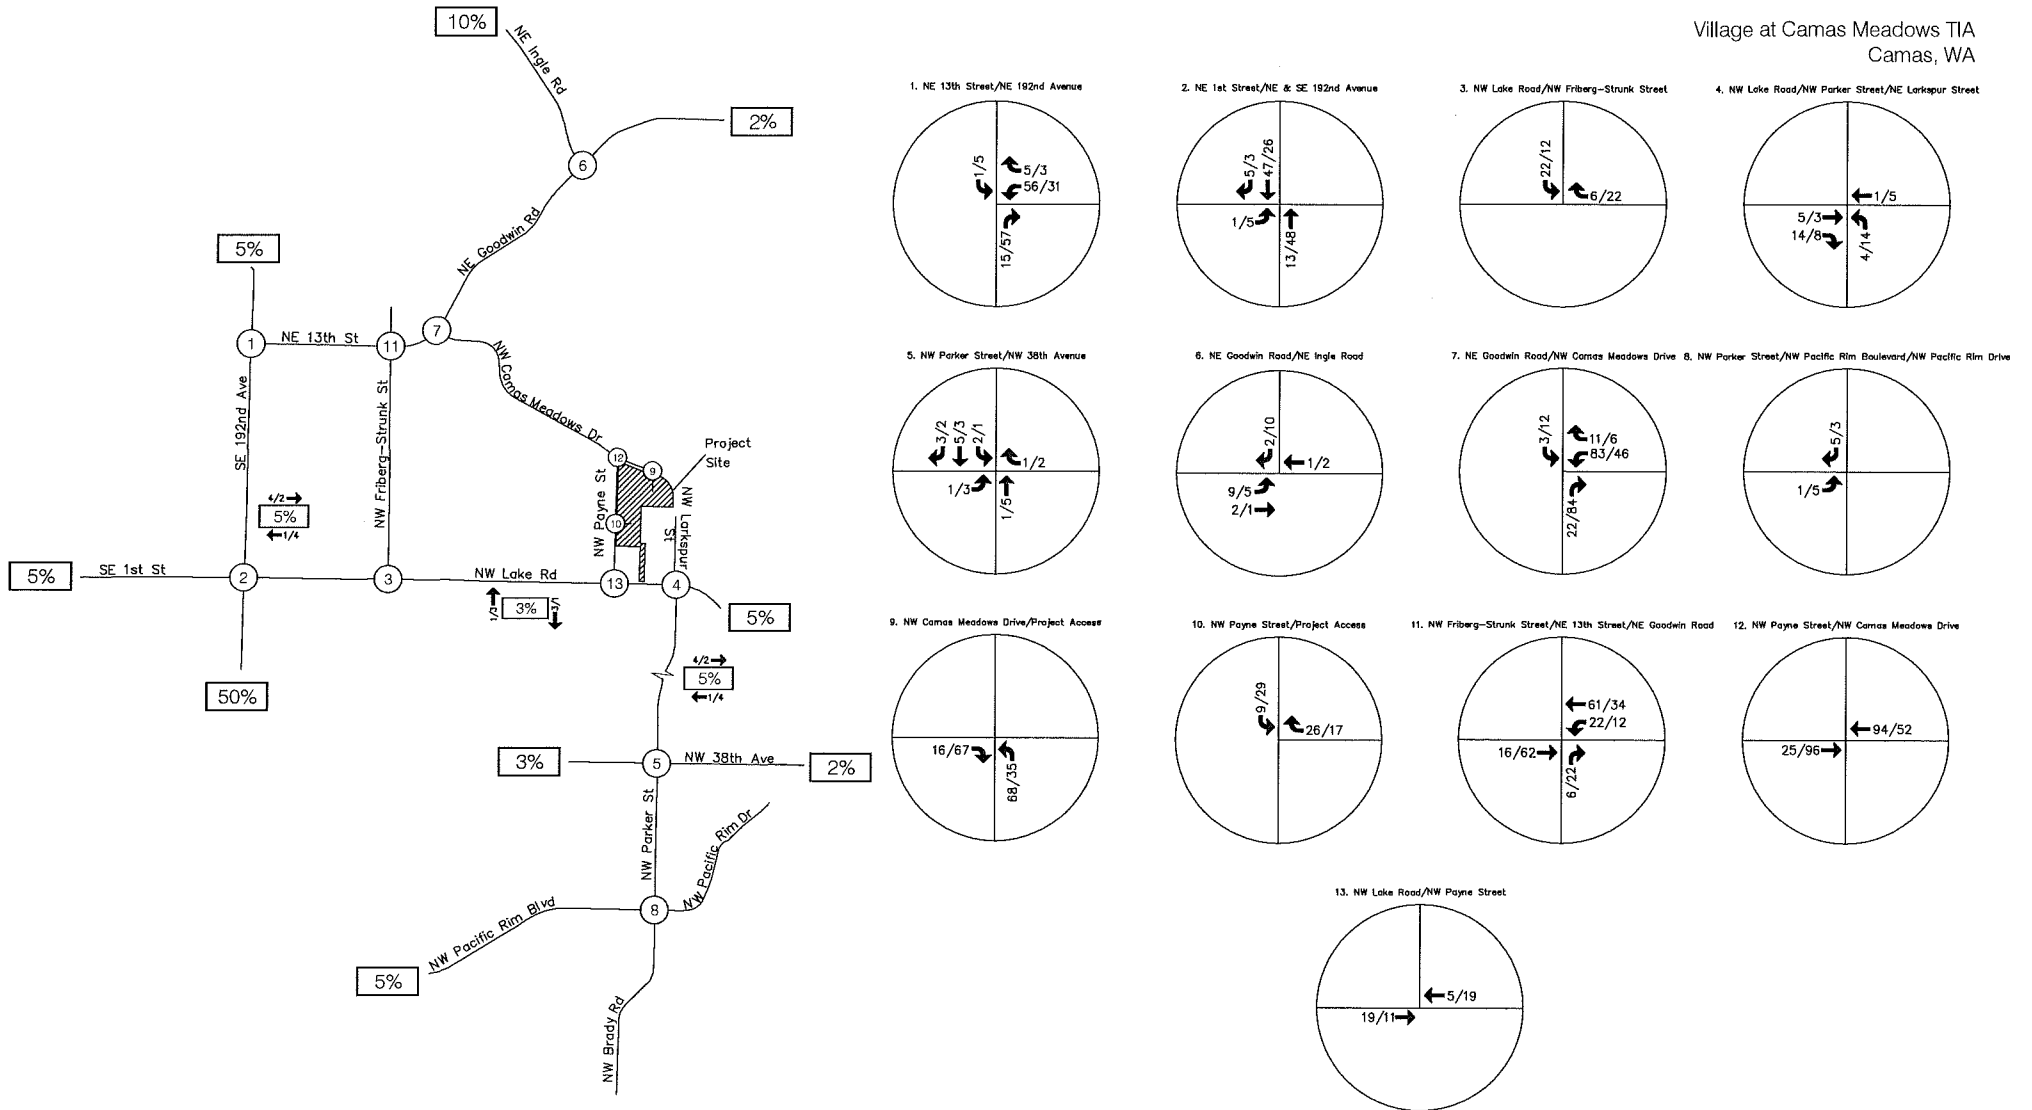 Village at Camas Meadows TIA
Camas, WA
10%
NE Ingle Rd
2%
6
NE Goodwin Rd
5%
7
1
NE 13th St
11
NW Camas Meadows Dr
SE 192nd Ave
NW Friberg-Strunk St
12
9
Project
Site
NW Payne St
10
NW Larkspur
St
4/2
5%
1/4
5%
SE 1st St
2
3
NW Lake Rd
13
4
1/3
3%
3/1
5%
50%
4/2
5%
1/4
3%
5
NW 38th Ave
2%
NW Parker St
NW Pacific Rim Dr
8
NW Pacific Rim Blvd
5%
NW Brady Rd
1. NE 13th Street/NE 192nd Avenue
1/5
5/3
56/31
15/57
2. NE 1st Street/NE & SE 192nd Avenue
5/3
47/26
1/5
13/48
3. NW Lake Road/NW Friberg-Strunk Street
22/12
6/22
4. NW Lake Road/NW Parker Street/NE Larkspur Street
1/5
5/3
14/8
4/14
5. NW Parker Street/NW 38th Avenue
3/2
5/3
2/1
1/2
1/3
1/5
6. NE Goodwin Road/NE Ingle Road
2/10
1/2
9/5
2/1
7. NE Goodwin Road/NW Camas Meadows Drive
3/12
11/6
83/46
22/84
8. NW Parker Street/NW Pacific Rim Boulevard/NW Pacific Rim Drive
5/3
1/5
9. NW Camas Meadows Drive/Project Access
16/67
68/35
10. NW Payne Street/Project Access
9/29
26/17
11. NW Friberg-Strunk Street/NE 13th Street/NE Goodwin Road
61/34
22/12
16/62
6/22
12. NW Payne Street/NW Camas Meadows Drive
94/52
25/96
13. NW Lake Road/NW Payne Street
5/19
19/11